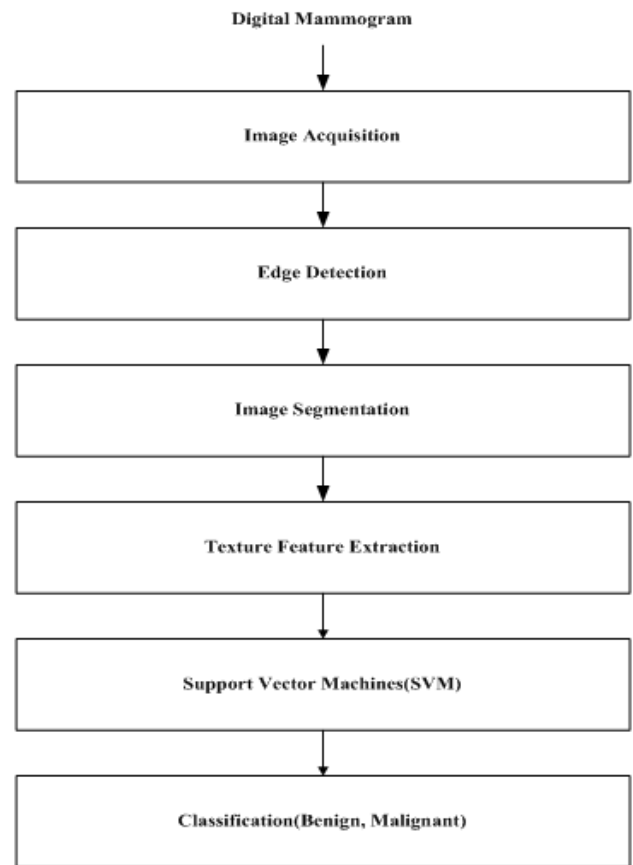 Digital Mammogram
Image Acquisition
Edge Detection
Image Segmentation
Texture Feature Extraction
Support Vector Machines(SVM)
Classification(Benign, Malignant)